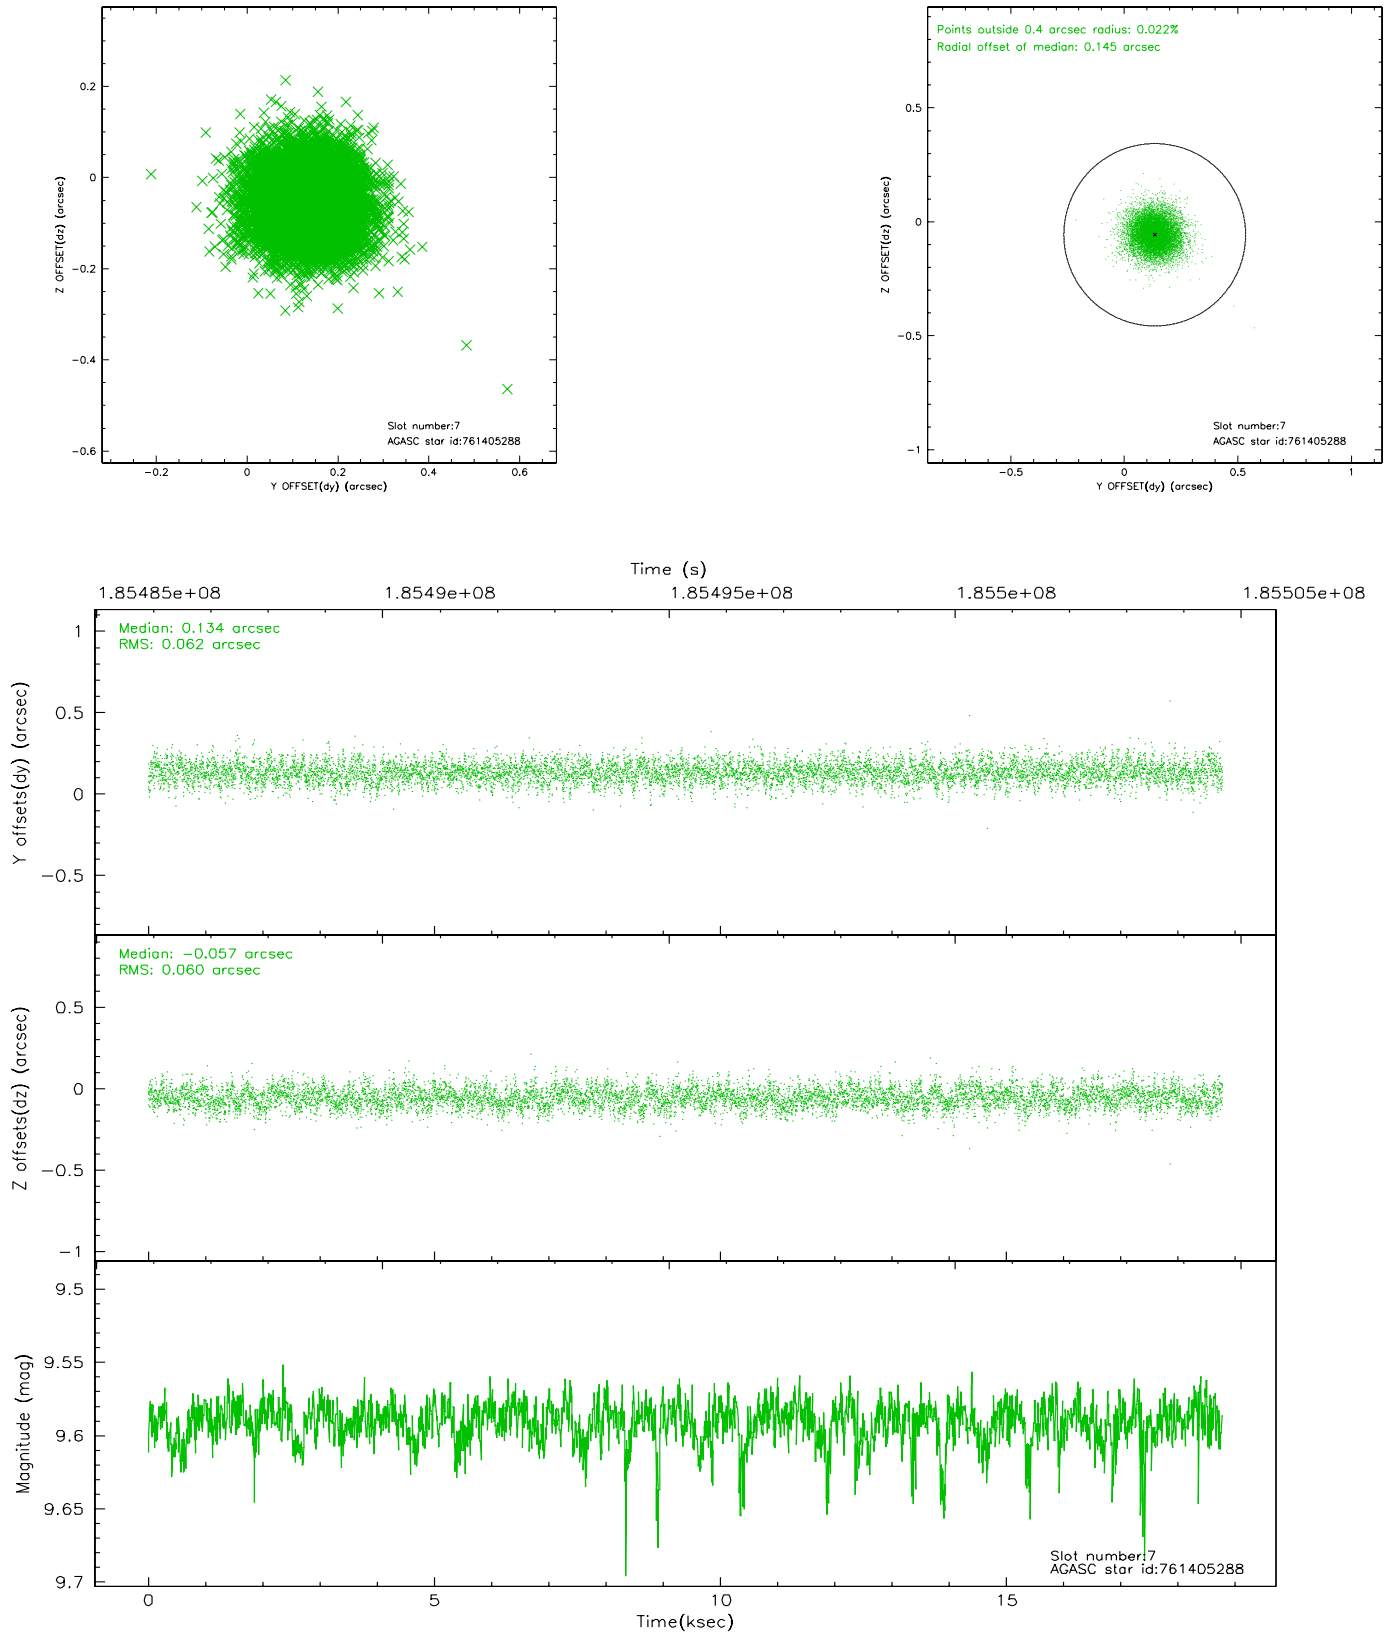 0.2
0
−0.2
−0.4
−0.6
Z OFFSET(dz) (arcsec)
Slot number:7
AGASC star id:761405288
−0.2 0 0.2 0.4 0.6
Y OFFSET(dy) (arcsec)
Points outside 0.4 arcsec radius: 0.022%
Radial offset of median: 0.145 arcsec
0.5
0
−0.5
−1
Z OFFSET(dz) (arcsec)
Slot number:7
AGASC star id:761405288
−0.5 0 0.5 1
Y OFFSET(dy) (arcsec)
Time (s)
1.85485e+08 1.8549e+08 1.85495e+08 1.855e+08 1.85505e+08
Median: 0.134 arcsec
RMS: 0.062 arcsec
1
0.5
0
−0.5
Y offsets(dy) (arcsec)
Median: −0.057 arcsec
RMS: 0.060 arcsec
0.5
0
−0.5
−1
Z offsets(dz) (arcsec)
9.5
9.55
9.6
9.65
9.7
Magnitude (mag)
Slot number:7
AGASC star id:761405288
0 5 10 15
Time(ksec)